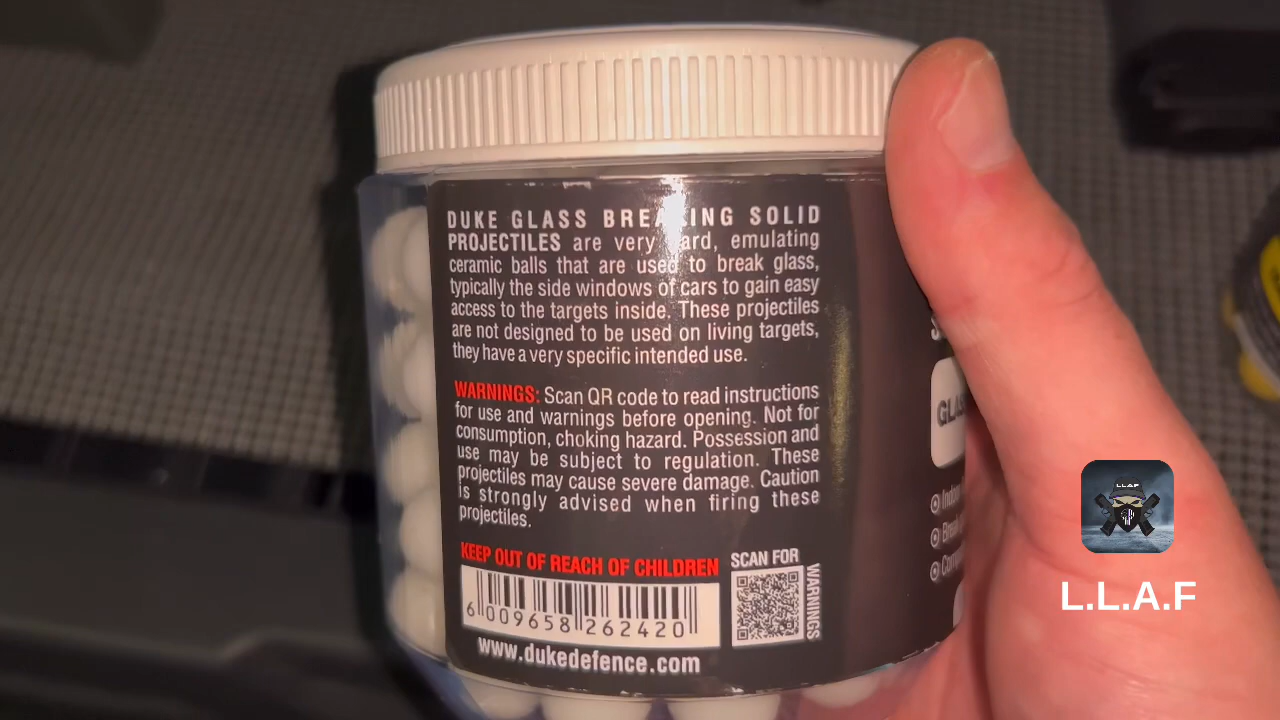 DUKE GLASS BREAKING SOLID
PROJECTILES are very hard, emulating
ceramic balls that are used to break glass,
typically the side windows of cars to gain easy
access to the targets inside. These projectiles
are not designed to be used on living targets,
they have a very specific intended use.
WARNINGS: Scan QR code to read instructions
for use and warnings before opening. Not for
consumption, choking hazard. Possession and
use may be subject to regulation. These
projectiles may cause severe damage. Caution
is strongly advised when firing these
projectiles.
KEEP OUT OF REACH OF CHILDREN
SCAN FOR
WARNINGS
6 009658 262420
www.dukedefence.com
L.L.A.F
L.L.A.F